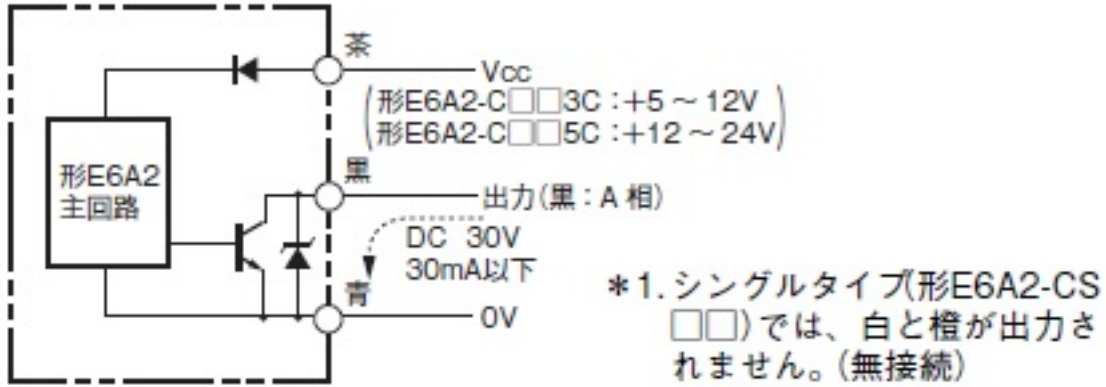 茶
Vcc
(形E6A2-C□□3C:+5～12V
形E6A2-C□□5C:+12～24V)
形E6A2
主回路
黒
出力(黒:A 相)
DC 30V
30mA以下
青
0V
*1.シングルタイプ(形E6A2-CS
□□)では、白と橙が出力さ
れません。(無接続)